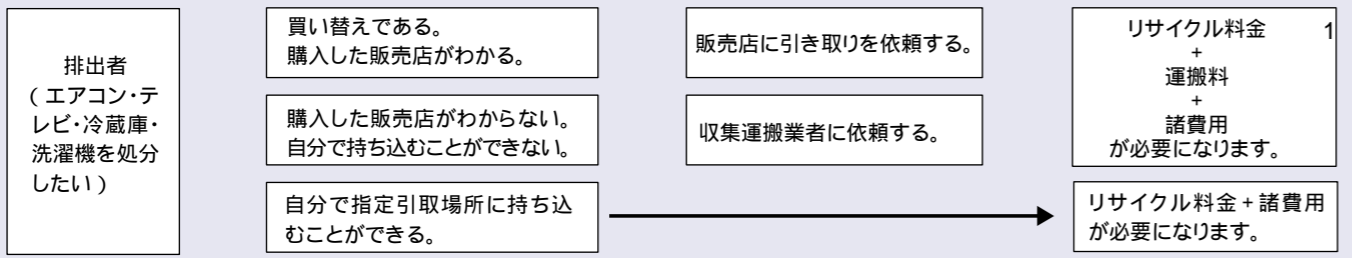 排出者
(エアコン・テ
レビ・冷蔵庫・
洗濯機を処分
したい)
買い替えである。
購入した販売店がわかる。
販売店に引き取りを依頼する。
購入した販売店がわからない。
自分で持ち込むことができない。
収集運搬業者に依頼する。
リサイクル料金 1
+
運搬料
+
諸費用
が必要になります。
自分で指定引取場所に持ち込
むことができる。
リサイクル料金+諸費用
が必要になります。